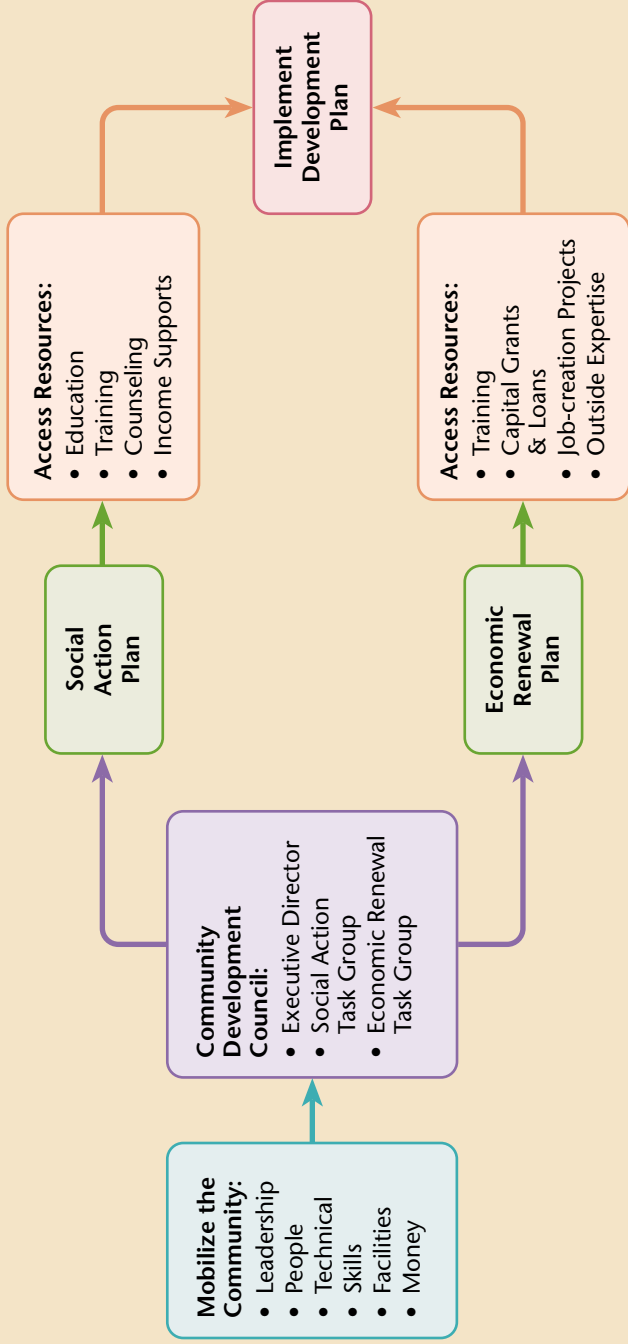 Mobilize the
Community:
• Leadership
• People
• Technical
• Skills
• Facilities
• Money
Community
Development
Council:
• Executive Director
• Social Action
Task Group
• Economic Renewal
Task Group
Social
Action
Plan
Access Resources:
• Education
• Training
• Counseling
• Income Supports
Economic
Renewal
Plan
Access Resources:
• Training
• Capital Grants
& Loans
• Job-creation Projects
• Outside Expertise
Implement
Development
Plan